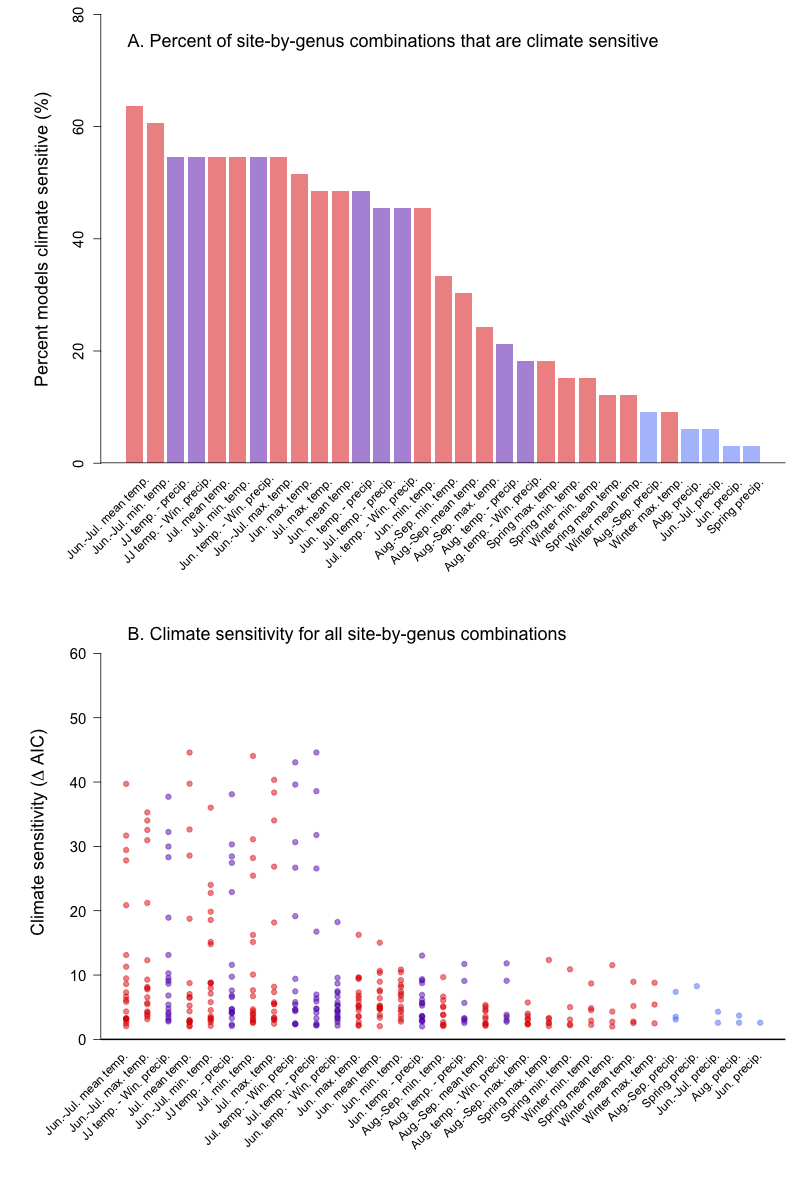 A. Percent of site-by-genus combinations that are climate sensitive
Percent models climate sensitive (%)
80
60
40
20
0
Jun.-Jul. mean temp.
Jun.-Jul. min. temp.
JJ temp. - precip.
JJ temp. - Win. precip.
Jul. mean temp.
Jul. min. temp.
Jun. temp. - Win. precip.
Jun.-Jul. max. temp.
Jun. max. temp.
Jul. max. temp.
Jun. mean temp.
Jun. temp. - precip.
Jul. temp. - precip.
Jul. temp. - Win. precip.
Jun. min. temp.
Aug.-Sep. min. temp.
Aug.-Sep. mean temp.
Aug.-Sep. max. temp.
Aug. temp. - precip.
Aug. temp. - Win. precip.
Spring max. temp.
Spring min. temp.
Winter min. temp.
Spring mean temp.
Winter mean temp.
Aug.-Sep. precip.
Winter max. temp.
Aug. precip.
Jun.-Jul. precip.
Jun. precip.
Spring precip.
B. Climate sensitivity for all site-by-genus combinations
Climate sensitivity (Δ AIC)
60
50
40
30
20
10
0
Jun.-Jul. mean temp.
Jun.-Jul. max. temp.
JJ temp. - Win. precip.
Jul. mean temp.
Jun.-Jul. min. temp.
JJ temp. - precip.
Jul. min. temp.
Jul. max. temp.
Jul. temp. - Win. precip.
Jul. temp. - precip.
Jun. temp. - Win. precip.
Jun. max. temp.
Jun. mean temp.
Jun. min. temp.
Jun. temp. - precip.
Aug.-Sep. min. temp.
Aug. temp. - precip.
Aug.-Sep. mean temp.
Aug. temp. - Win. precip.
Aug.-Sep. max. temp.
Spring max. temp.
Spring min. temp.
Winter min. temp.
Spring mean temp.
Winter mean temp.
Winter max. temp.
Aug.-Sep. precip.
Spring precip.
Jun.-Jul. precip.
Aug. precip.
Jun. precip.